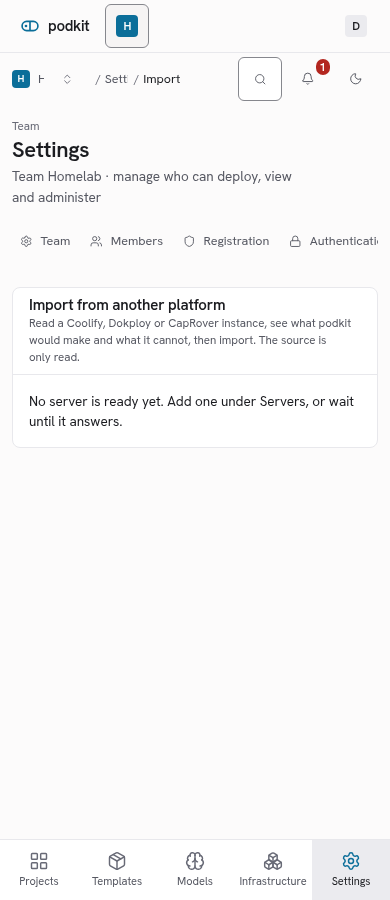 podkit
H
D
H
/ Sett / Import
1
Team
Settings
Team Homelab · manage who can deploy, view
and administer
Team Members Registration Authenticati
Import from another platform
Read a Coolify, Dokploy or CapRover instance, see what podkit
would make and what it cannot, then import. The source is
only read.
No server is ready yet. Add one under Servers, or wait
until it answers.
Projects Templates Models Infrastructure Settings